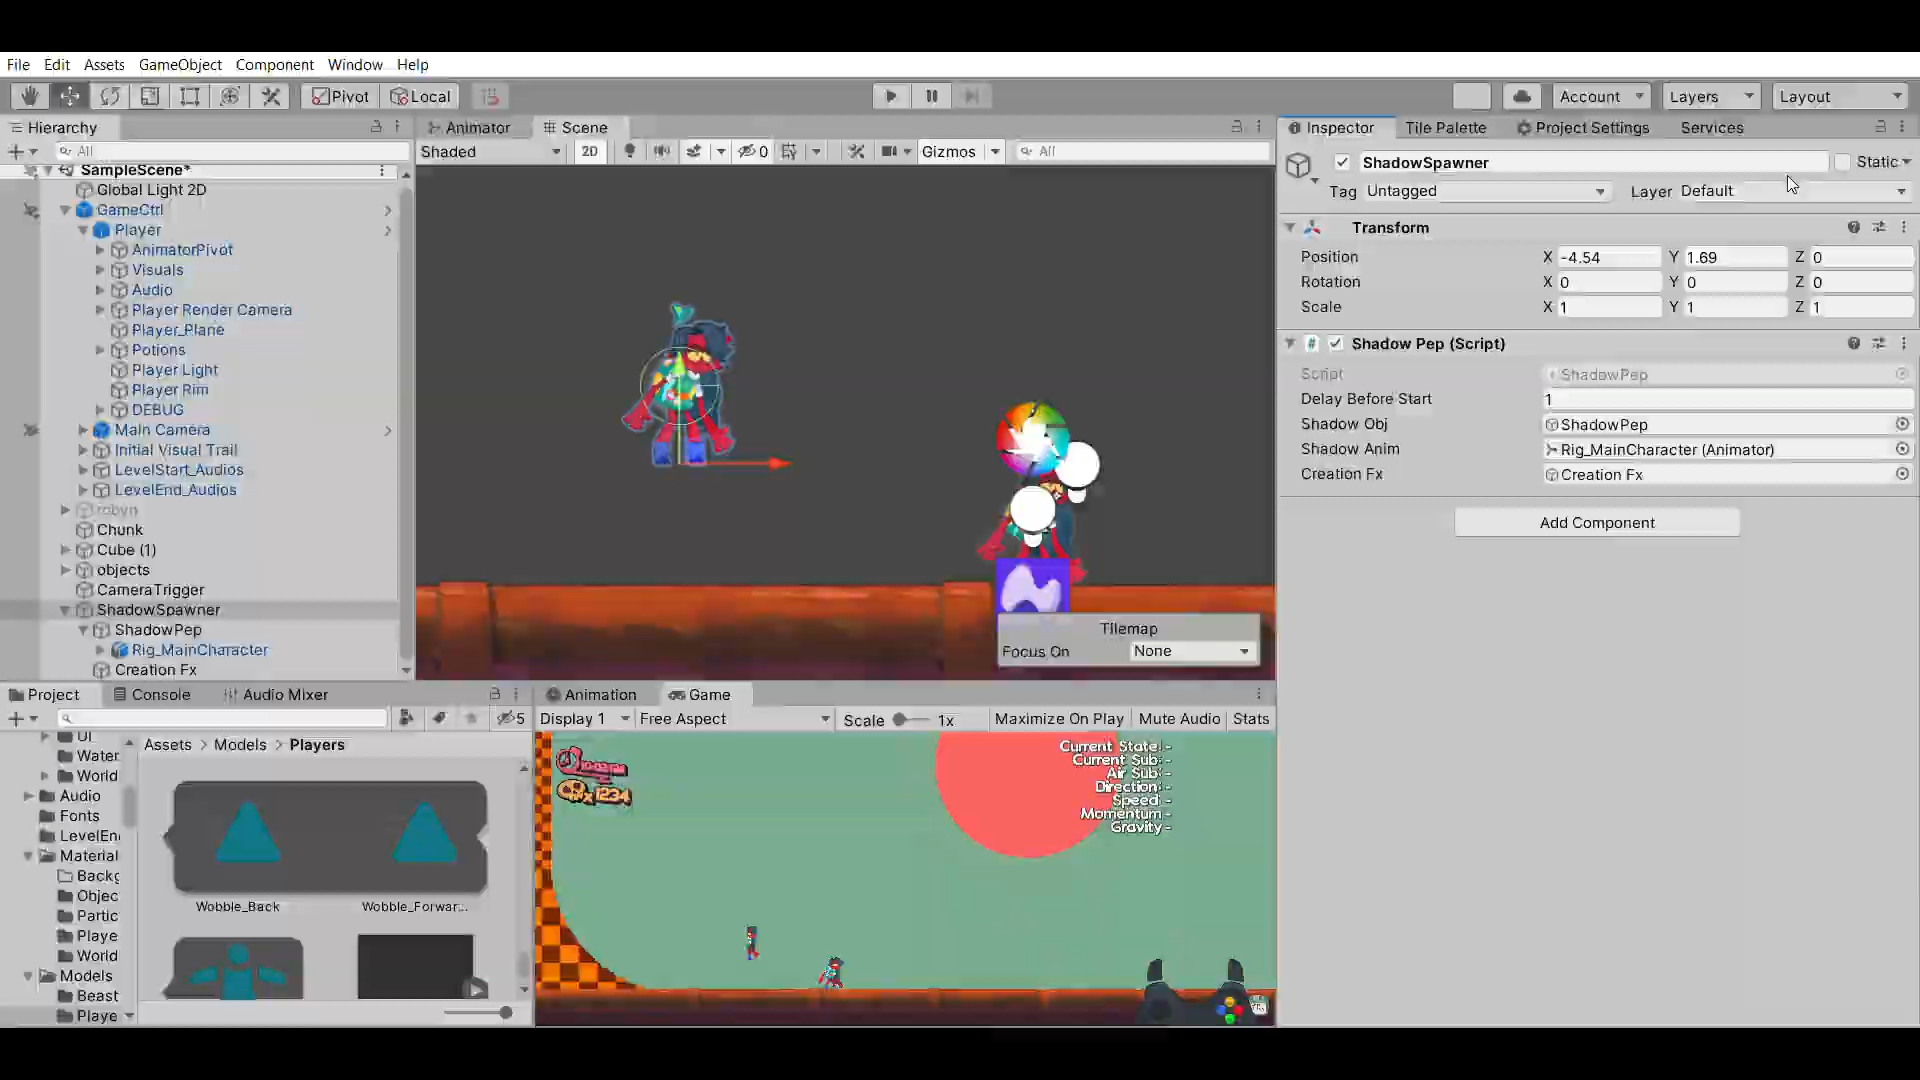 File Edit Assets GameObject Component Window Help
Pivot Local Account Layers Layout
Hierarchy
All
SampleScene*
Global Light 2D
GameCtrl
Player
AnimatorPivot
Visuals
Audio
Player Render Camera
Player_Plane
Potions
Player Light
Player Rim
DEBUG
Main Camera
Initial Visual Trail
LevelStart_Audios
LevelEnd_Audios
robyn
Chunk
Cube (1)
objects
CameraTrigger
ShadowSpawner
ShadowPep
Rig_MainCharacter
Creation Fx
Animator Scene
Shaded 2D 0 Gizmos All
Tilemap
Focus On None
Inspector Tile Palette Project Settings Services
ShadowSpawner Static
Tag Untagged Layer Default
Transform
Position X -4.54 Y 1.69 Z 0
Rotation X 0 Y 0 Z 0
Scale X 1 Y 1 Z 1
# Shadow Pep (Script)
Script ShadowPep
Delay Before Start 1
Shadow Obj ShadowPep
Shadow Anim Rig_MainCharacter (Animator)
Creation Fx Creation Fx
Add Component
Project Console Audio Mixer
5
UI
Water
World
Audio
Fonts
LevelEn
Material
Backg
Objec
Partic
Playe
World
Models
Beast
Playe
Assets > Models > Players
Wobble_Back Wobble_Forwar...
Animation Game
Display 1 Free Aspect Scale 1x Maximize On Play Mute Audio Stats
x1234
Current State: -
Current Sub: -
Air Sub: -
Direction: -
Speed: -
Momentum -
Gravity -